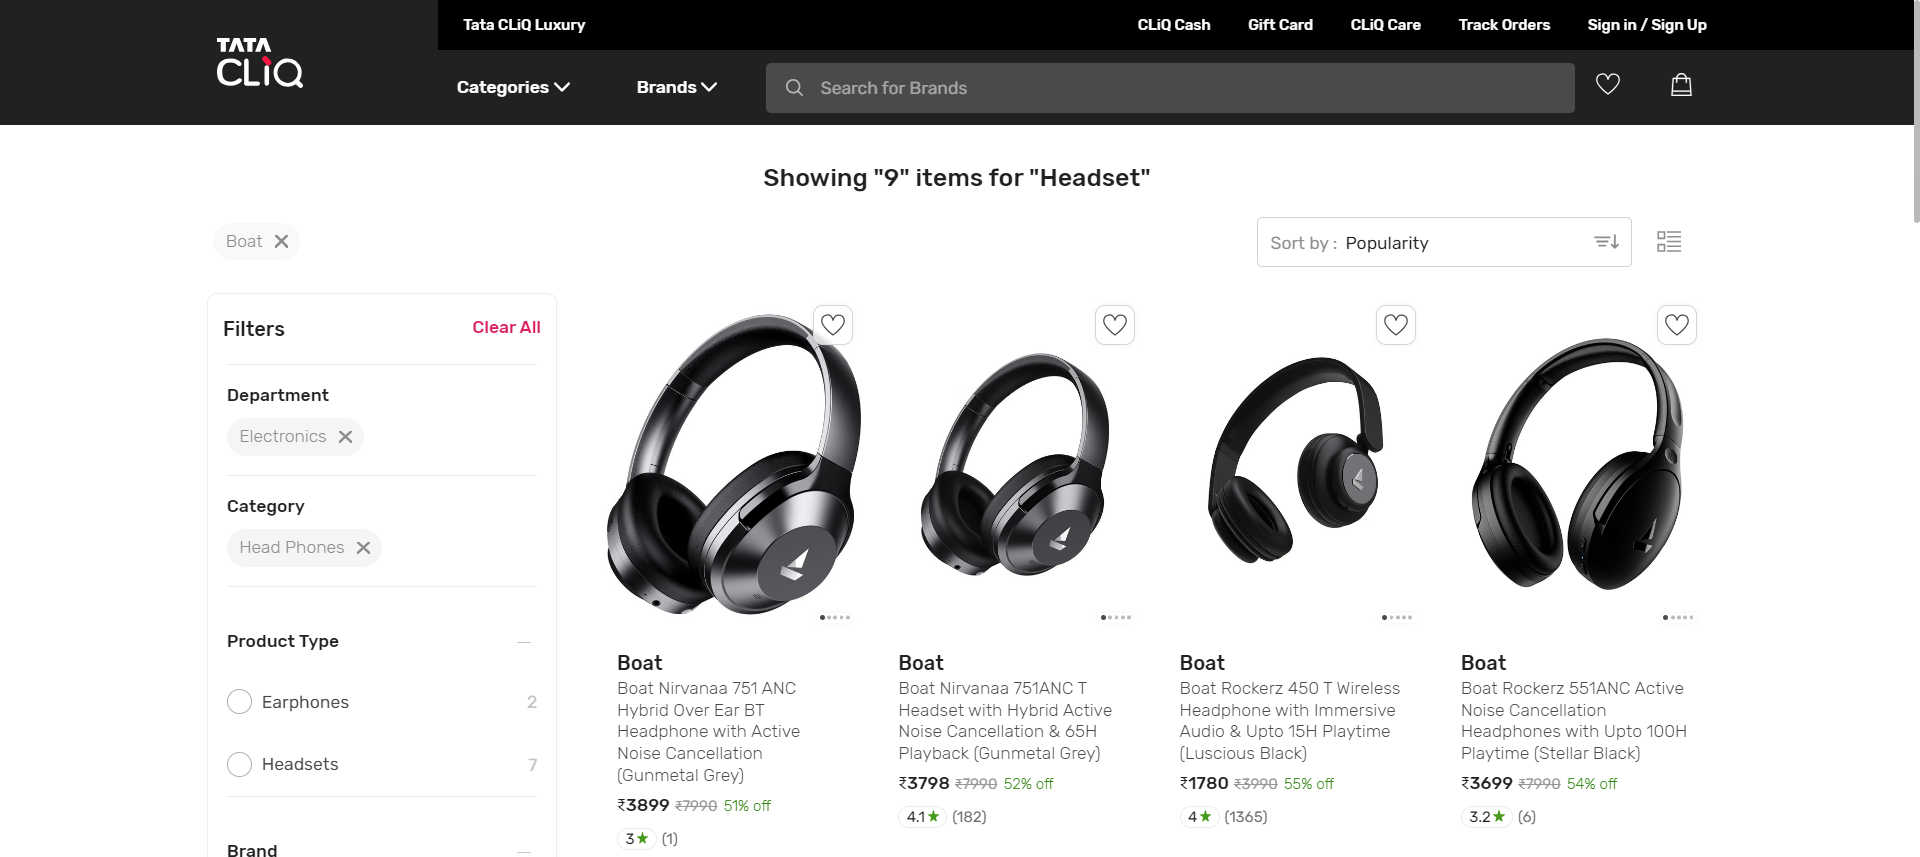 Tata CLiQ Luxury
CLiQ Cash
Gift Card
CLiQ Care
Track Orders
Sign in / Sign Up
TATA
CLiQ
Categories
Brands
Search for Brands
Showing "9" items for "Headset"
Boat
Sort by : Popularity
Filters
Clear All
Department
Electronics
Category
Head Phones
Product Type
Earphones 2
Headsets 7
Brand
Boat
Boat Nirvanaa 751 ANC
Hybrid Over Ear BT
Headphone with Active
Noise Cancellation
(Gunmetal Grey)
₹3899 ₹7990 51% off
3★ (1)
Boat
Boat Nirvanaa 751ANC T
Headset with Hybrid Active
Noise Cancellation & 65H
Playback (Gunmetal Grey)
₹3798 ₹7990 52% off
4.1★ (182)
Boat
Boat Rockerz 450 T Wireless
Headphone with Immersive
Audio & Upto 15H Playtime
(Luscious Black)
₹1780 ₹3990 55% off
4★ (1365)
Boat
Boat Rockerz 551ANC Active
Noise Cancellation
Headphones with Upto 100H
Playtime (Stellar Black)
₹3699 ₹7990 54% off
3.2★ (6)